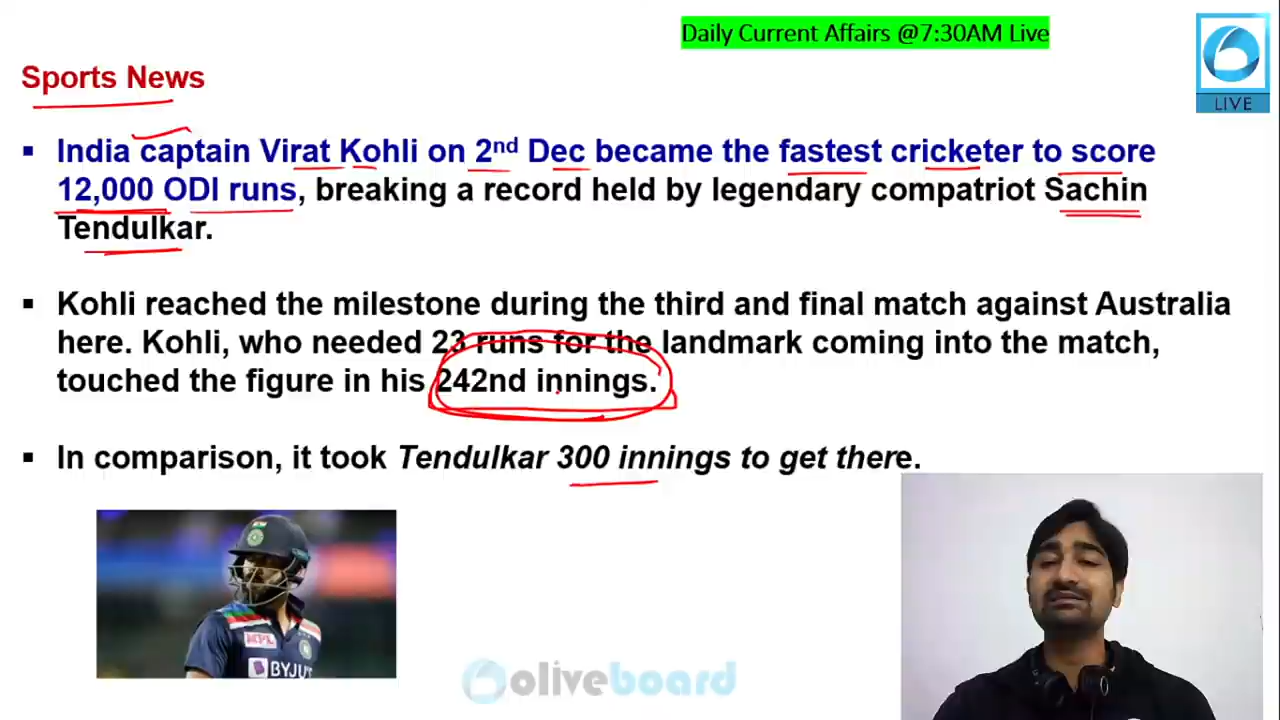 Daily Current Affairs @7:30AM Live
LIVE
Sports News
▪ India captain Virat Kohli on 2nd Dec became the fastest cricketer to score
12,000 ODI runs, breaking a record held by legendary compatriot Sachin
Tendulkar.
▪ Kohli reached the milestone during the third and final match against Australia
here. Kohli, who needed 23 runs for the landmark coming into the match,
touched the figure in his 242nd innings.
▪ In comparison, it took Tendulkar 300 innings to get there.
MPL
BYJU
oliveboard